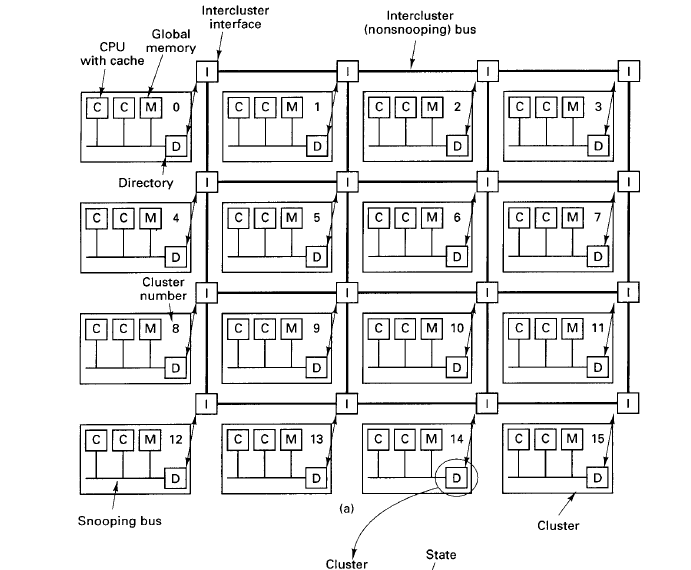 Intercluster
interface
Intercluster
(nonsnooping) bus
CPU
with cache
Global
memory
I I I I
C C M 0 C C M 1 C C M 2 C C M 3
D D D D
Directory
I I I I
C C M 4 C C M 5 C C M 6 C C M 7
D D D D
Cluster
number
I I I I
C C M 8 C C M 9 C C M 10 C C M 11
D D D D
I I I I
C C M 12 C C M 13 C C M 14 C C M 15
D D D D
Snooping bus
(a)
Cluster
Cluster
State